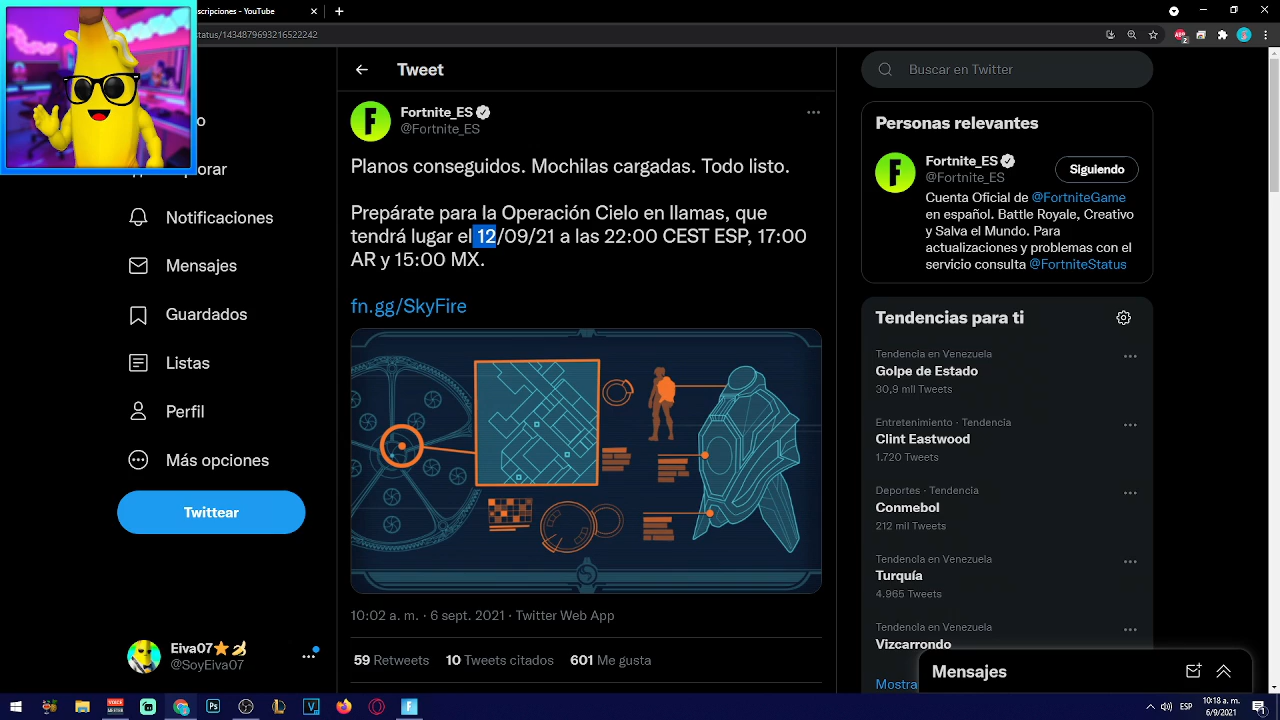 scripciones - YouTube
status/1434879693216522242
Tweet
Buscar en Twitter
Fortnite_ES
@Fortnite_ES
Planos conseguidos. Mochilas cargadas. Todo listo.
Prepárate para la Operación Cielo en llamas, que
tendrá lugar el 12/09/21 a las 22:00 CEST ESP, 17:00
AR y 15:00 MX.
fn.gg/SkyFire
10:02 a. m. · 6 sept. 2021 · Twitter Web App
59 Retweets 10 Tweets citados 601 Me gusta
Notificaciones
Mensajes
Guardados
Listas
Perfil
Más opciones
Twittear
Eiva07
@SoyEiva07
Personas relevantes
Fortnite_ES
@Fortnite_ES
Siguiendo
Cuenta Oficial de @FortniteGame
en español. Battle Royale, Creativo
y Salva el Mundo. Para
actualizaciones y problemas con el
servicio consulta @FortniteStatus
Tendencias para ti
Tendencia en Venezuela
Golpe de Estado
30,9 mil Tweets
Entretenimiento · Tendencia
Clint Eastwood
1.720 Tweets
Deportes · Tendencia
Conmebol
212 mil Tweets
Tendencia en Venezuela
Turquía
4.965 Tweets
Tendencia en Venezuela
Vizcarrondo
Mostra
Mensajes
ESP
10:18 a. m.
6/9/2021